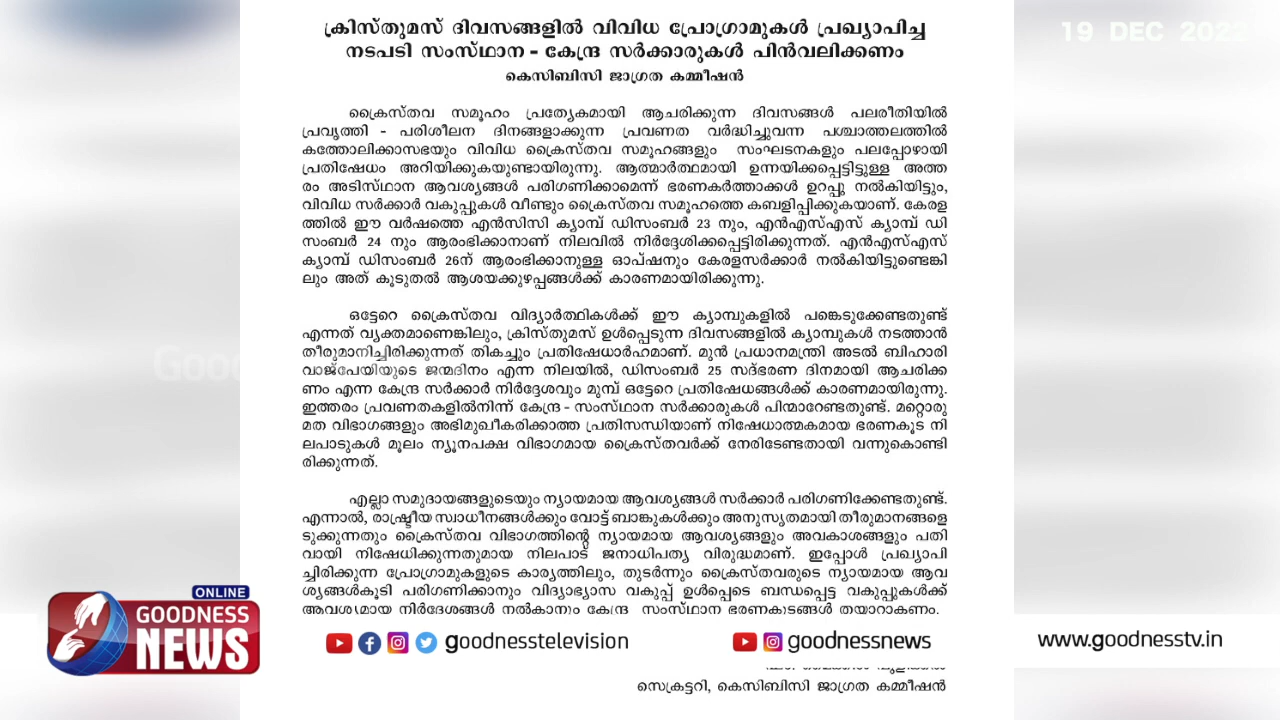 ക്രിസ്തുമസ് ദിവസങ്ങളിൽ വിവിധ പ്രോഗ്രാമുകൾ പ്രഖ്യാപിച്ച
നടപടി സംസ്ഥാന - കേന്ദ്ര സർക്കാരുകൾ പിൻവലിക്കണം
19 DEC 2022
കെസിബിസി ജാഗ്രത കമ്മീഷൻ
ക്രൈസ്തവ സമൂഹം പ്രത്യേകമായി ആചരിക്കുന്ന ദിവസങ്ങൾ പലരീതിയിൽ
പ്രവൃത്തി - പരിശീലന ദിനങ്ങളാക്കുന്ന പ്രവണത വർദ്ധിച്ചുവന്ന പശ്ചാത്തലത്തിൽ
കത്തോലിക്കാസഭയും വിവിധ ക്രൈസ്തവ സമൂഹങ്ങളും സംഘടനകളും പലപ്പോഴായി
പ്രതിഷേധം അറിയിക്കുകയുണ്ടായിരുന്നു. ആത്മാർത്ഥമായി ഉന്നയിക്കപ്പെട്ടിട്ടുള്ള അത്ത
രം അടിസ്ഥാന ആവശ്യങ്ങൾ പരിഗണിക്കാമെന്ന് ഭരണകർത്താക്കൾ ഉറപ്പു നൽകിയിട്ടും,
വിവിധ സർക്കാർ വകുപ്പുകൾ വീണ്ടും ക്രൈസ്തവ സമൂഹത്തെ കബളിപ്പിക്കുകയാണ്. കേരള
ത്തിൽ ഈ വർഷത്തെ എൻസിസി ക്യാമ്പ് ഡിസംബർ 23 നും, എൻഎസ്എസ് ക്യാമ്പ് ഡി
സംബർ 24 നും ആരംഭിക്കാനാണ് നിലവിൽ നിർദ്ദേശിക്കപ്പെട്ടിരിക്കുന്നത്. എൻഎസ്എസ്
ക്യാമ്പ് ഡിസംബർ 26ന് ആരംഭിക്കാനുള്ള ഓപ്ഷനും കേരളസർക്കാർ നൽകിയിട്ടുണ്ടെങ്കി
ലും അത് കൂടുതൽ ആശയക്കുഴപ്പങ്ങൾക്ക് കാരണമായിരിക്കുന്നു.
ഒട്ടേറെ ക്രൈസ്തവ വിദ്യാർത്ഥികൾക്ക് ഈ ക്യാമ്പുകളിൽ പങ്കെടുക്കേണ്ടതുണ്ട്
എന്നത് വ്യക്തമാണെങ്കിലും, ക്രിസ്തുമസ് ഉൾപ്പെടുന്ന ദിവസങ്ങളിൽ ക്യാമ്പുകൾ നടത്താൻ
തീരുമാനിച്ചിരിക്കുന്നത് തികച്ചും പ്രതിഷേധാർഹമാണ്. മുൻ പ്രധാനമന്ത്രി അടൽ ബിഹാരി
വാജ്പേയിയുടെ ജന്മദിനം എന്ന നിലയിൽ, ഡിസംബർ 25 സദ്ഭരണ ദിനമായി ആചരിക്ക
ണം എന്ന കേന്ദ്ര സർക്കാർ നിർദ്ദേശവും മുമ്പ് ഒട്ടേറെ പ്രതിഷേധങ്ങൾക്ക് കാരണമായിരുന്നു.
ഇത്തരം പ്രവണതകളിൽനിന്ന് കേന്ദ്ര - സംസ്ഥാന സർക്കാരുകൾ പിന്മാറേണ്ടതുണ്ട്. മറ്റൊരു
മത വിഭാഗങ്ങളും അഭിമുഖീകരിക്കാത്ത പ്രതിസന്ധിയാണ് നിഷേധാത്മകമായ ഭരണകൂട നി
ലപാടുകൾ മൂലം ന്യൂനപക്ഷ വിഭാഗമായ ക്രൈസ്തവർക്ക് നേരിടേണ്ടതായി വന്നുകൊണ്ടി
രിക്കുന്നത്.
എല്ലാ സമുദായങ്ങളുടെയും ന്യായമായ ആവശ്യങ്ങൾ സർക്കാർ പരിഗണിക്കേണ്ടതുണ്ട്.
എന്നാൽ, രാഷ്ട്രീയ സ്വാധീനങ്ങൾക്കും വോട്ട് ബാങ്കുകൾക്കും അനുസൃതമായി തീരുമാനങ്ങളെ
ടുക്കുന്നതും ക്രൈസ്തവ വിഭാഗത്തിന്റെ ന്യായമായ ആവശ്യങ്ങളും അവകാശങ്ങളും പതി
വായി നിഷേധിക്കുന്നതുമായ നിലപാട് ജനാധിപത്യ വിരുദ്ധമാണ്. ഇപ്പോൾ പ്രഖ്യാപി
ച്ചിരിക്കുന്ന പ്രോഗ്രാമുകളുടെ കാര്യത്തിലും, തുടർന്നും ക്രൈസ്തവരുടെ ന്യായമായ ആവ
ശ്യങ്ങൾകൂടി പരിഗണിക്കാനും വിദ്യാഭ്യാസ വകുപ്പ് ഉൾപ്പെടെ ബന്ധപ്പെട്ട വകുപ്പുകൾക്ക്
ആവശ്യമായ നിർദേശങ്ങൾ നൽകാനും കേന്ദ്ര സംസ്ഥാന ഭരണകൂടങ്ങൾ തയാറാകണം.
ONLINE
GOODNESS
NEWS
goodnesstelevision
goodnessnews
www.goodnesstv.in
സെക്രട്ടറി, കെസിബിസി ജാഗ്രത കമ്മീഷൻ